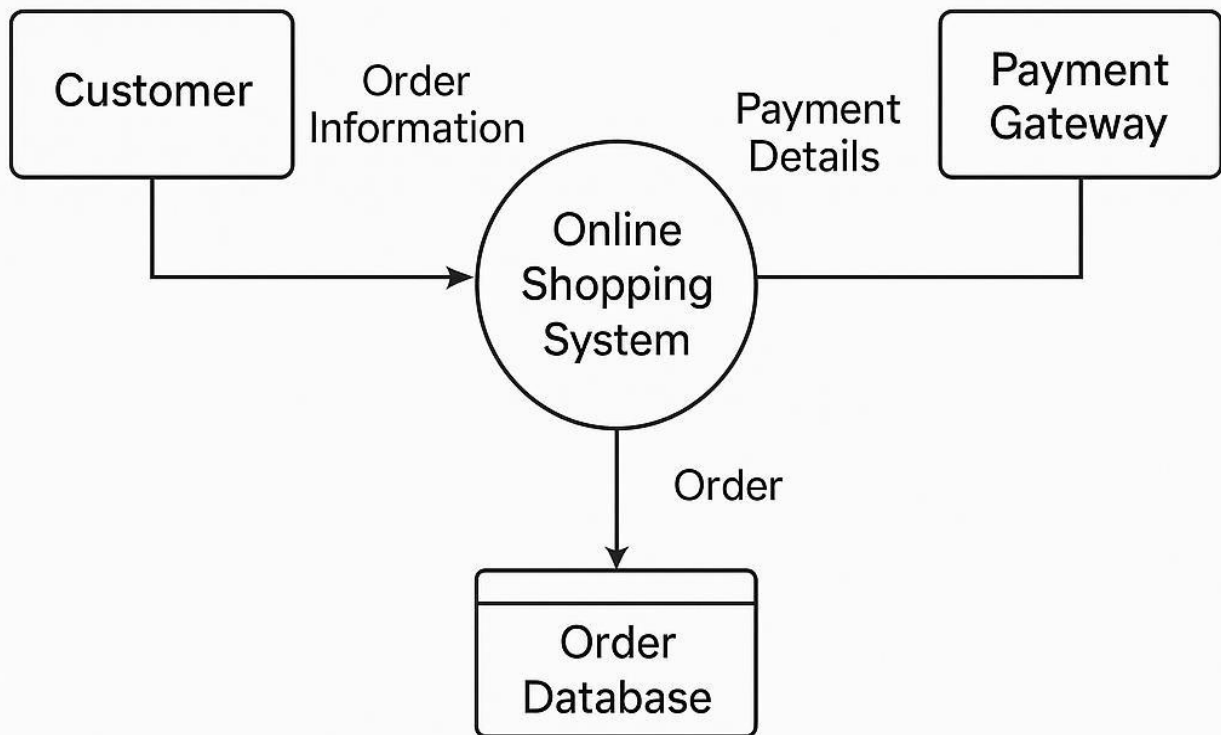 Customer
Order
Information
Payment
Details
Payment
Gateway
Online
Shopping
System
Order
Order
Database